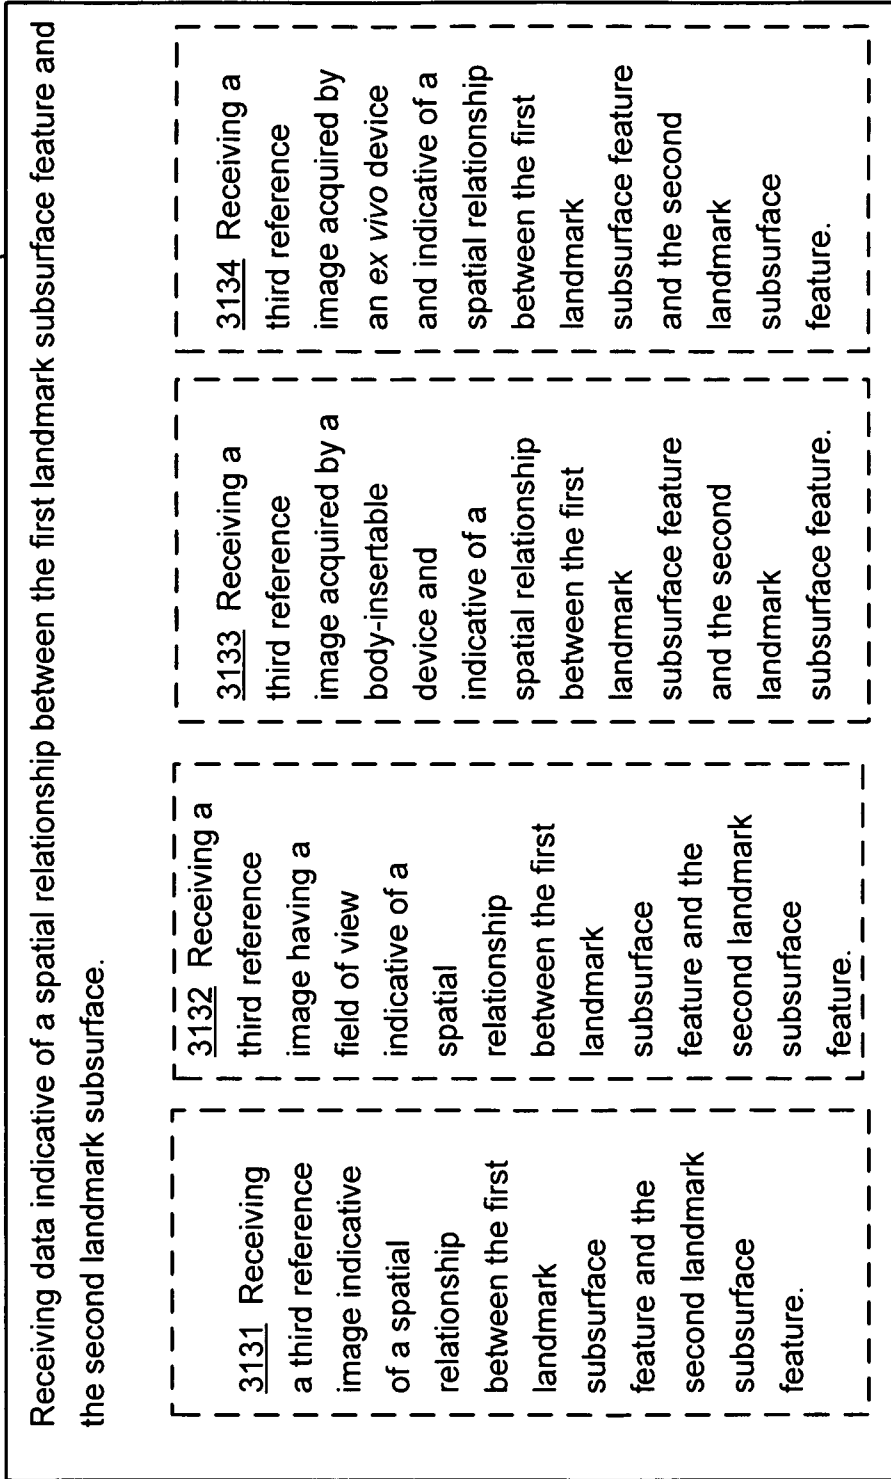 Receiving data indicative of a spatial relationship between the first landmark subsurface feature and
the second landmark subsurface.
3131 Receiving
a third reference
image indicative
of a spatial
relationship
between the first
landmark
subsurface
feature and the
second landmark
subsurface
feature.
3132 Receiving a
third reference
image having a
field of view
indicative of a
spatial
relationship
between the first
landmark
subsurface
feature and the
second landmark
subsurface
feature.
3133 Receiving a
third reference
image acquired by a
body-insertable
device and
indicative of a
spatial relationship
between the first
landmark
subsurface feature
and the second
landmark
subsurface feature.
3134 Receiving a
third reference
image acquired by
an ex vivo device
and indicative of a
spatial relationship
between the first
landmark
subsurface feature
and the second
landmark
subsurface
feature.